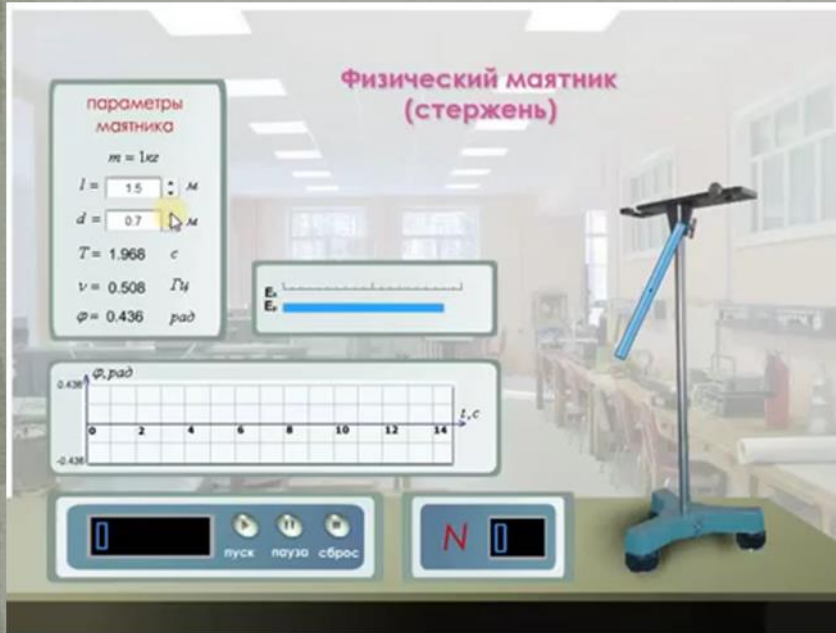 Физический маятник
(стержень)
параметры
маятника
m = 1кг
l = 1.5 м
d = 0.7 м
T = 1.968 с
ν = 0.508 Гц
φ = 0.436 рад
Eк
Eр
φ,рад
0.436
0 2 4 6 8 10 12 14 t,с
-0.436
0
пуск пауза сброс
N 0